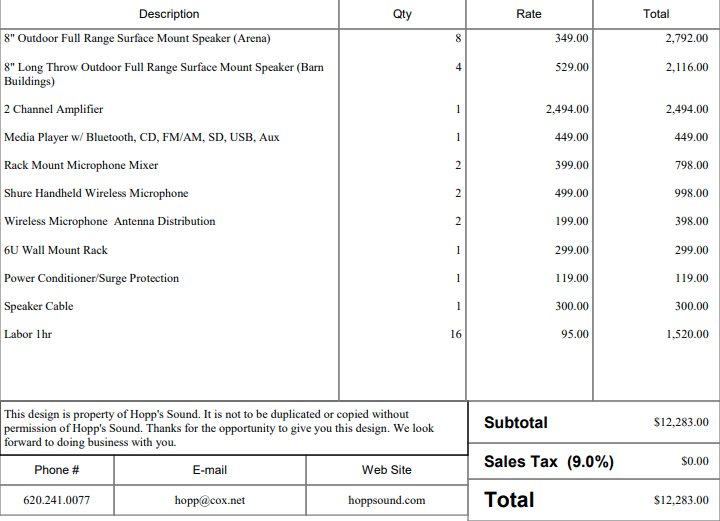 Description Qty Rate Total
8" Outdoor Full Range Surface Mount Speaker (Arena) 8 349.00 2,792.00
8" Long Throw Outdoor Full Range Surface Mount Speaker (Barn 4 529.00 2,116.00
Buildings)
2 Channel Amplifier 1 2,494.00 2,494.00
Media Player w/ Bluetooth, CD, FM/AM, SD, USB, Aux 1 449.00 449.00
Rack Mount Microphone Mixer 2 399.00 798.00
Shure Handheld Wireless Microphone 2 499.00 998.00
Wireless Microphone Antenna Distribution 2 199.00 398.00
6U Wall Mount Rack 1 299.00 299.00
Power Conditioner/Surge Protection 1 119.00 119.00
Speaker Cable 1 300.00 300.00
Labor 1hr 16 95.00 1,520.00
This design is property of Hopp's Sound. It is not to be duplicated or copied without
permission of Hopp's Sound. Thanks for the opportunity to give you this design. We look
forward to doing business with you.
Subtotal $12,283.00
Sales Tax (9.0%) $0.00
Total $12,283.00
Phone # E-mail Web Site
620.241.0077 hopp@cox.net hoppsound.com